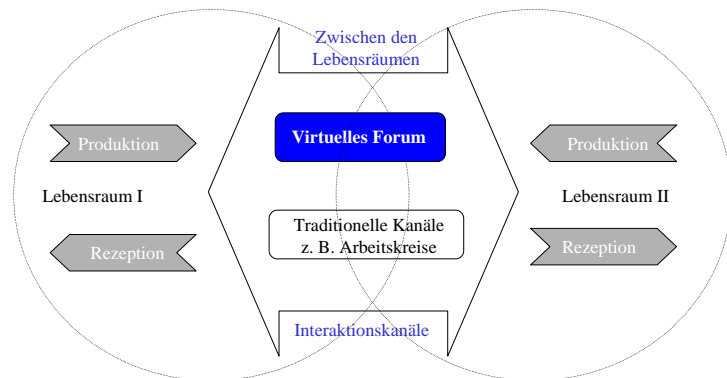 Zwischen den
Lebensräumen
Virtuelles Forum
Produktion
Produktion
Lebensraum I
Lebensraum II
Traditionelle Kanäle
z. B. Arbeitskreise
Rezeption
Rezeption
Interaktionskanäle